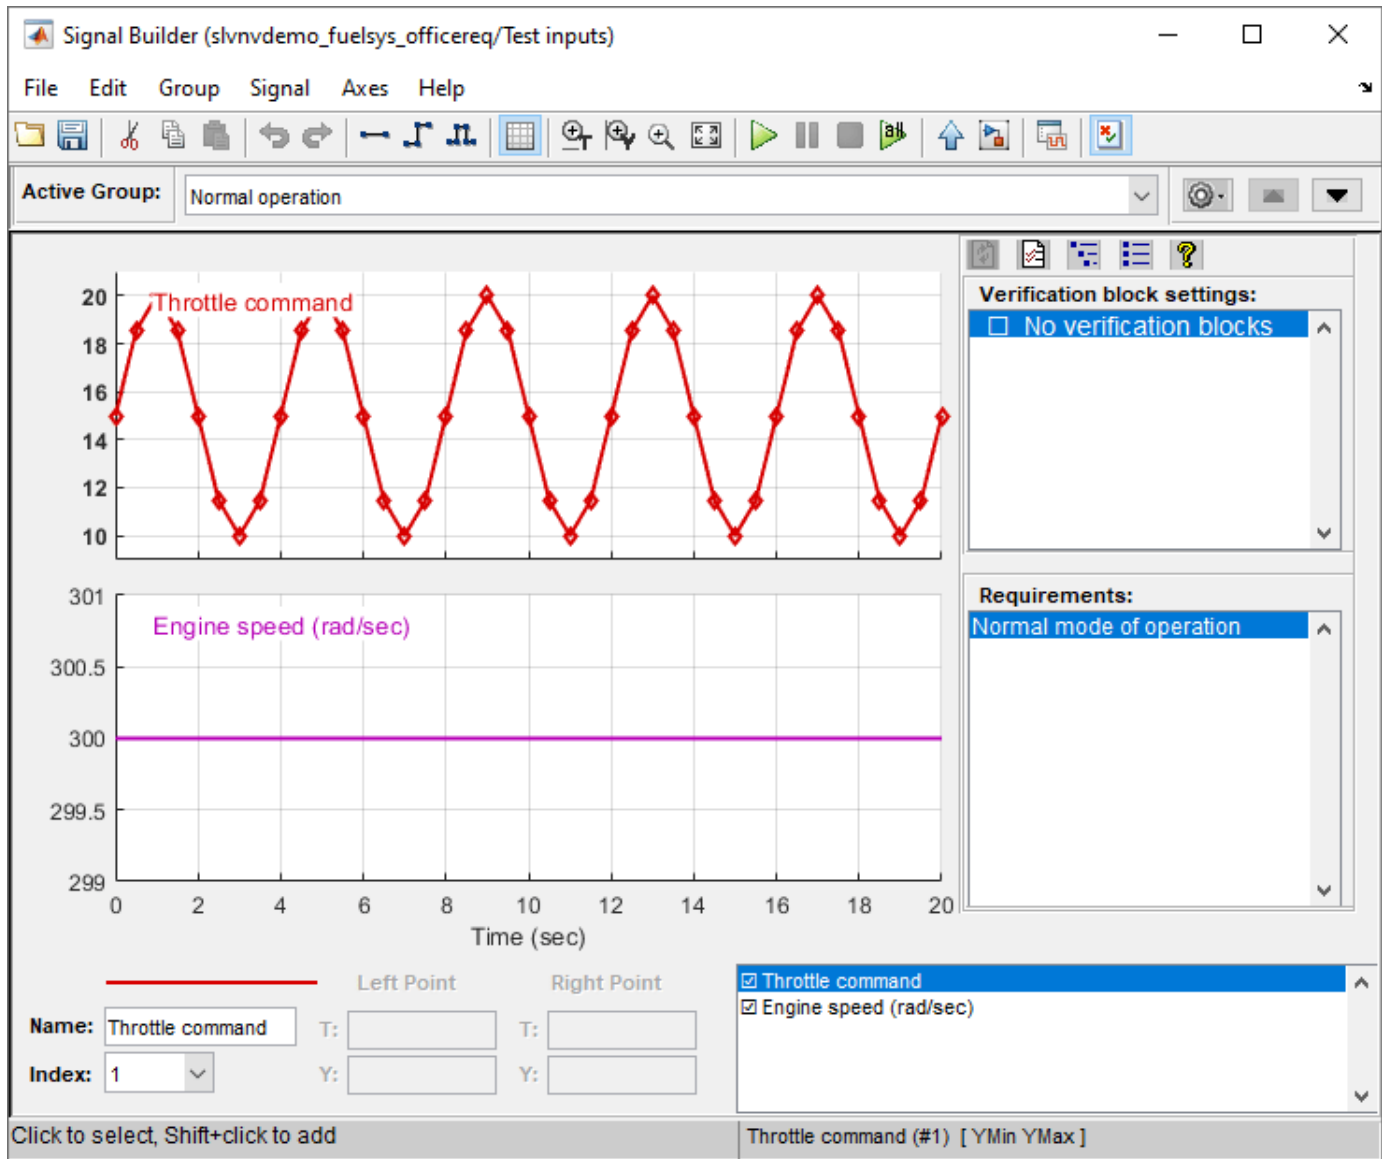 Signal Builder (slvnvdemo_fuelsys_officereq/Test inputs)
File Edit Group Signal Axes Help
Active Group: Normal operation
Verification block settings:
No verification blocks
Throttle command
20
18
16
14
12
10
Requirements:
Normal mode of operation
Engine speed (rad/sec)
301
300.5
300
299.5
299
0 2 4 6 8 10 12 14 16 18 20
Time (sec)
Left Point Right Point
Name: Throttle command T: T:
Index: 1 Y: Y:
Throttle command
Engine speed (rad/sec)
Click to select, Shift+click to add
Throttle command (#1) [ YMin YMax ]